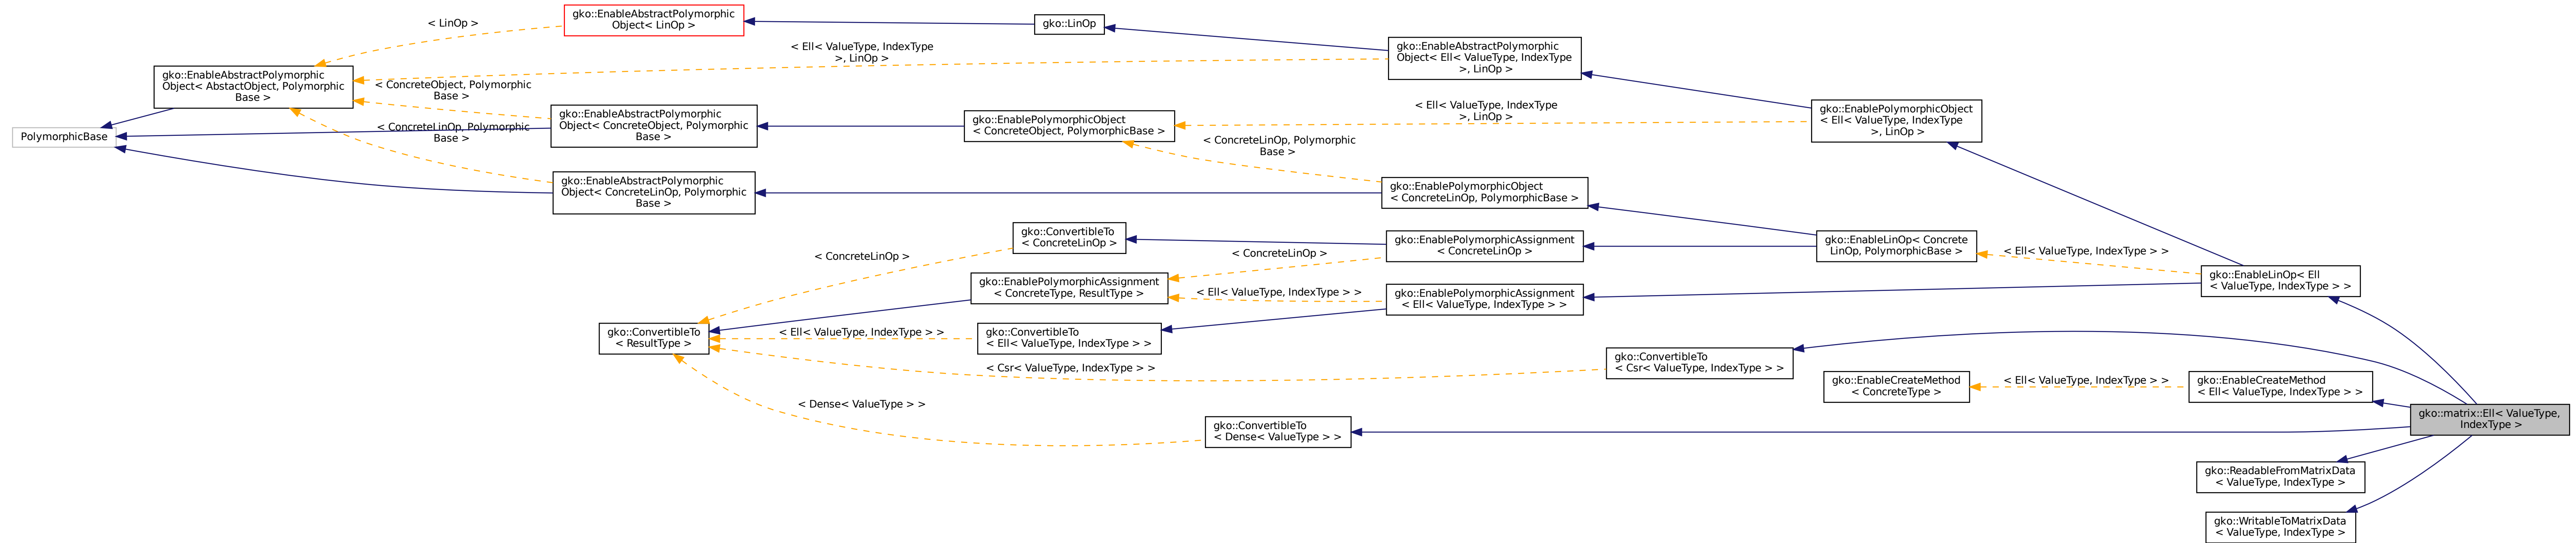 gko::EnableAbstractPolymorphic
Object< LinOp >
< LinOp >
gko::LinOp
< Ell< ValueType, IndexType
>, LinOp >
gko::EnableAbstractPolymorphic
Object< Ell< ValueType, IndexType
>, LinOp >
gko::EnableAbstractPolymorphic
Object< AbstactObject, Polymorphic
Base >
< ConcreteObject, Polymorphic
Base >
gko::EnableAbstractPolymorphic
Object< ConcreteObject, Polymorphic
Base >
gko::EnablePolymorphicObject
< ConcreteObject, PolymorphicBase >
< Ell< ValueType, IndexType
>, LinOp >
gko::EnablePolymorphicObject
< Ell< ValueType, IndexType
>, LinOp >
PolymorphicBase
< ConcreteLinOp, Polymorphic
Base >
< ConcreteLinOp, Polymorphic
Base >
gko::EnableAbstractPolymorphic
Object< ConcreteLinOp, Polymorphic
Base >
gko::EnablePolymorphicObject
< ConcreteLinOp, PolymorphicBase >
gko::ConvertibleTo
< ConcreteLinOp >
< ConcreteLinOp >
< ConcreteLinOp >
gko::EnablePolymorphicAssignment
< ConcreteLinOp >
gko::EnableLinOp< Concrete
LinOp, PolymorphicBase >
< Ell< ValueType, IndexType > >
gko::EnableLinOp< Ell
< ValueType, IndexType > >
gko::EnablePolymorphicAssignment
< ConcreteType, ResultType >
< Ell< ValueType, IndexType > >
gko::EnablePolymorphicAssignment
< Ell< ValueType, IndexType > >
gko::ConvertibleTo
< ResultType >
< Ell< ValueType, IndexType > >
gko::ConvertibleTo
< Ell< ValueType, IndexType > >
< Csr< ValueType, IndexType > >
gko::ConvertibleTo
< Csr< ValueType, IndexType > >
gko::EnableCreateMethod
< ConcreteType >
< Ell< ValueType, IndexType > >
gko::EnableCreateMethod
< Ell< ValueType, IndexType > >
< Dense< ValueType > >
gko::ConvertibleTo
< Dense< ValueType > >
gko::matrix::Ell< ValueType,
IndexType >
gko::ReadableFromMatrixData
< ValueType, IndexType >
gko::WritableToMatrixData
< ValueType, IndexType >